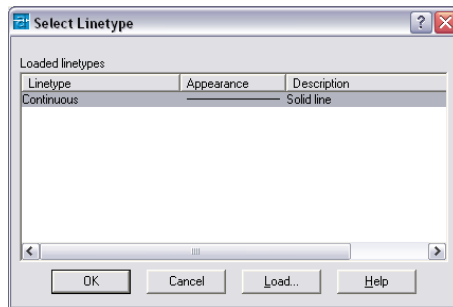 Select Linetype
Loaded linetypes
Linetype Appearance Description
Continuous Solid line
OK Cancel Load... Help